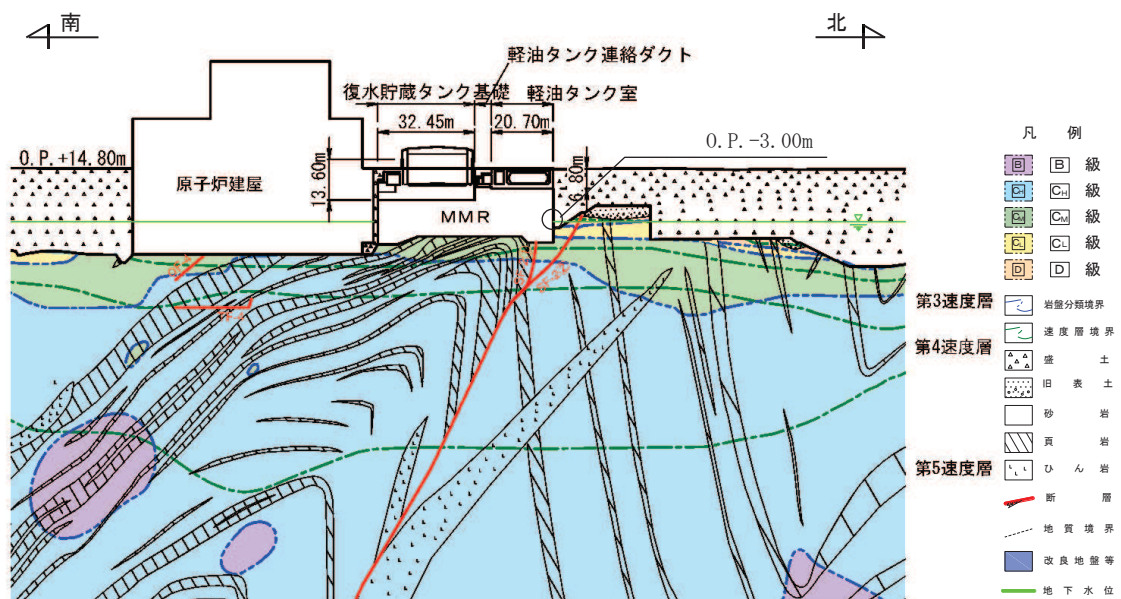 南
北
軽油タンク連絡ダクト
復水貯蔵タンク基礎
軽油タンク室
32.45m
20.70m
O.P.-3.00m
O.P.+14.80m
13.60m
6.80m
原子炉建屋
MMR
第3速度層
第4速度層
第5速度層
凡 例
B B 級
CH CH 級
CM CM 級
CL CL 級
D D 級
岩盤分類境界
速度層境界
盛土
旧表土
砂岩
頁岩
ひん岩
断層
地質境界
改良地盤等
地下水位